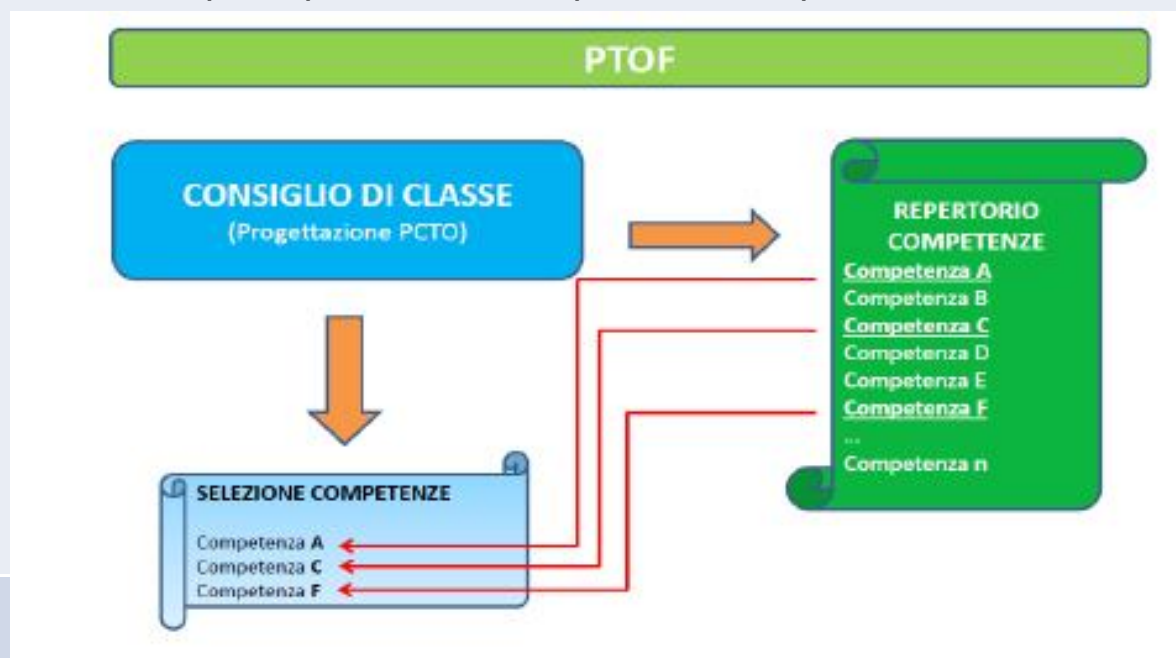 PTOF
CONSIGLIO DI CLASSE
(Progettazione PCTO)
REPERTORIO
COMPETENZE
Competenza A
Competenza B
Competenza C
Competenza D
Competenza E
Competenza F
...
Competenza n
SELEZIONE COMPETENZE
Competenza A
Competenza C
Competenza F